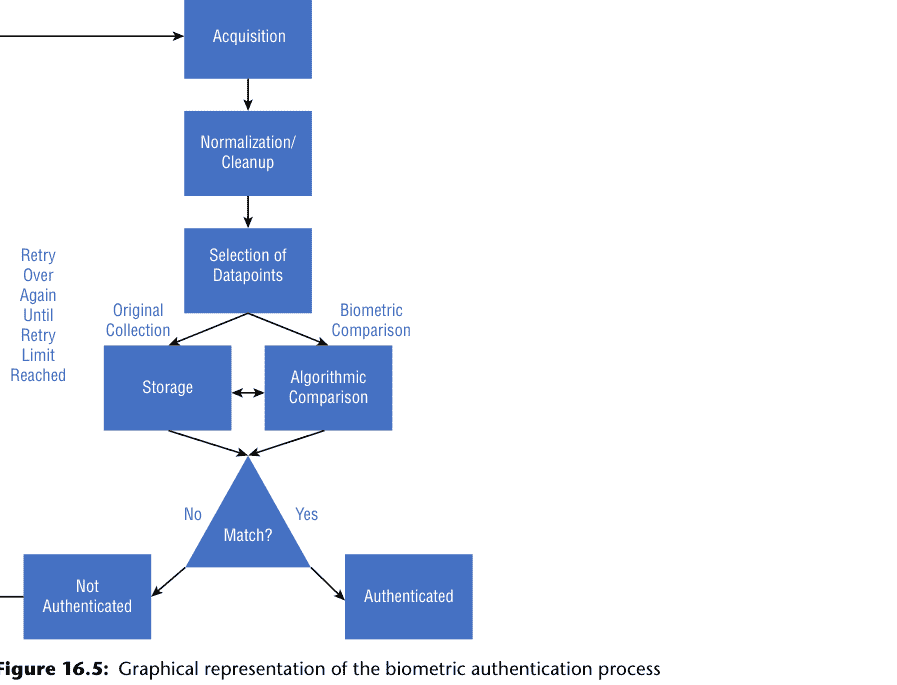 Acquisition
Normalization/
Cleanup
Selection of
Datapoints
Retry
Over
Again
Until
Retry
Limit
Reached
Original
Collection
Biometric
Comparison
Storage
Algorithmic
Comparison
No
Yes
Match?
Not
Authenticated
Authenticated
Figure 16.5: Graphical representation of the biometric authentication process